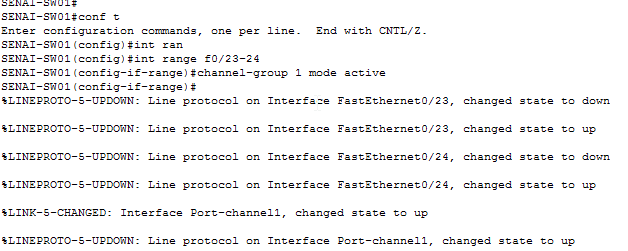 SENAI-SW01#
SENAI-SW01#conf t
Enter configuration commands, one per line.  End with CNTL/Z.
SENAI-SW01(config)#int ran
SENAI-SW01(config)#int range f0/23-24
SENAI-SW01(config-if-range)#channel-group 1 mode active
SENAI-SW01(config-if-range)#
%LINEPROTO-5-UPDOWN: Line protocol on Interface FastEthernet0/23, changed state to down
%LINEPROTO-5-UPDOWN: Line protocol on Interface FastEthernet0/23, changed state to up
%LINEPROTO-5-UPDOWN: Line protocol on Interface FastEthernet0/24, changed state to down
%LINEPROTO-5-UPDOWN: Line protocol on Interface FastEthernet0/24, changed state to up
%LINK-5-CHANGED: Interface Port-channel1, changed state to up
%LINEPROTO-5-UPDOWN: Line protocol on Interface Port-channel1, changed state to up